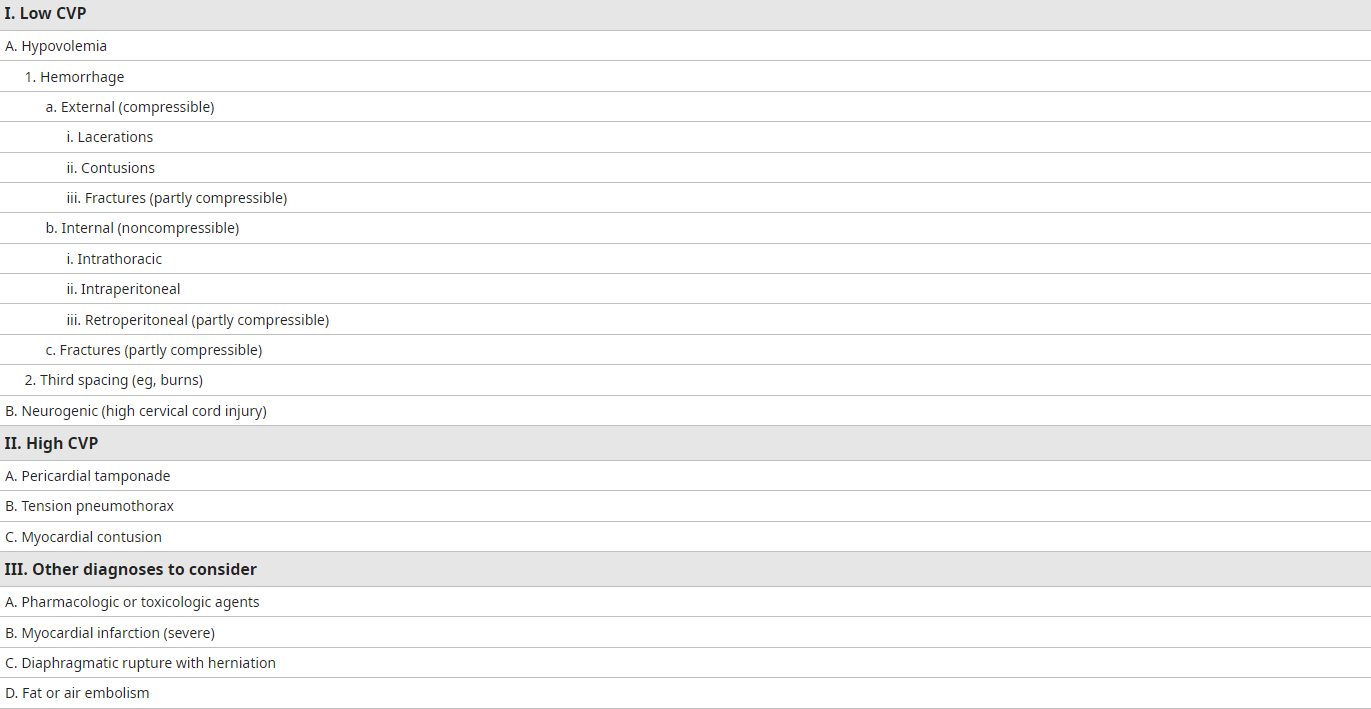 I. Low CVP
A. Hypovolemia
1. Hemorrhage
a. External (compressible)
i. Lacerations
ii. Contusions
iii. Fractures (partly compressible)
b. Internal (noncompressible)
i. Intrathoracic
ii. Intraperitoneal
iii. Retroperitoneal (partly compressible)
c. Fractures (partly compressible)
2. Third spacing (eg, burns)
B. Neurogenic (high cervical cord injury)
II. High CVP
A. Pericardial tamponade
B. Tension pneumothorax
C. Myocardial contusion
III. Other diagnoses to consider
A. Pharmacologic or toxicologic agents
B. Myocardial infarction (severe)
C. Diaphragmatic rupture with herniation
D. Fat or air embolism